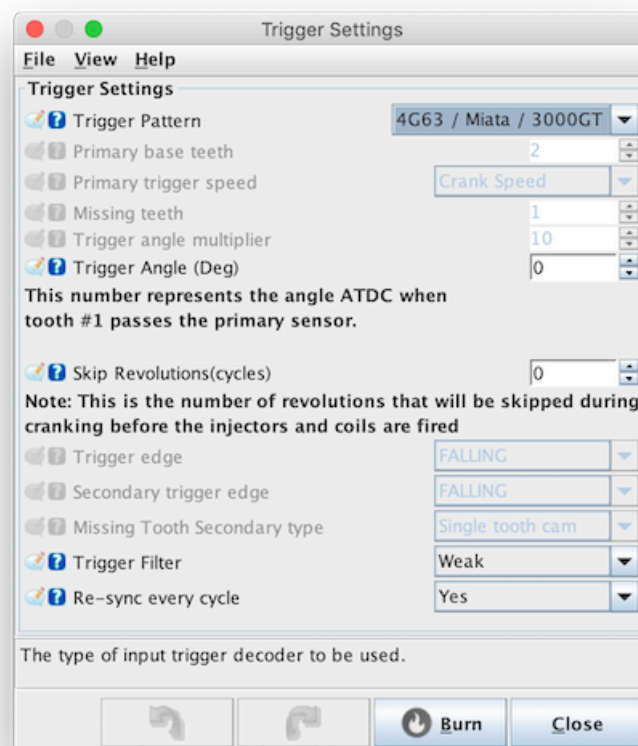 Trigger Settings
File View Help
Trigger Settings
Trigger Pattern 4G63 / Miata / 3000GT
Primary base teeth 2
Primary trigger speed Crank Speed
Missing teeth 1
Trigger angle multiplier 10
Trigger Angle (Deg) 0
This number represents the angle ATDC when
tooth #1 passes the primary sensor.
Skip Revolutions(cycles) 0
Note: This is the number of revolutions that will be skipped during
cranking before the injectors and coils are fired
Trigger edge FALLING
Secondary trigger edge FALLING
Missing Tooth Secondary type Single tooth cam
Trigger Filter Weak
Re-sync every cycle Yes
The type of input trigger decoder to be used.
Burn Close